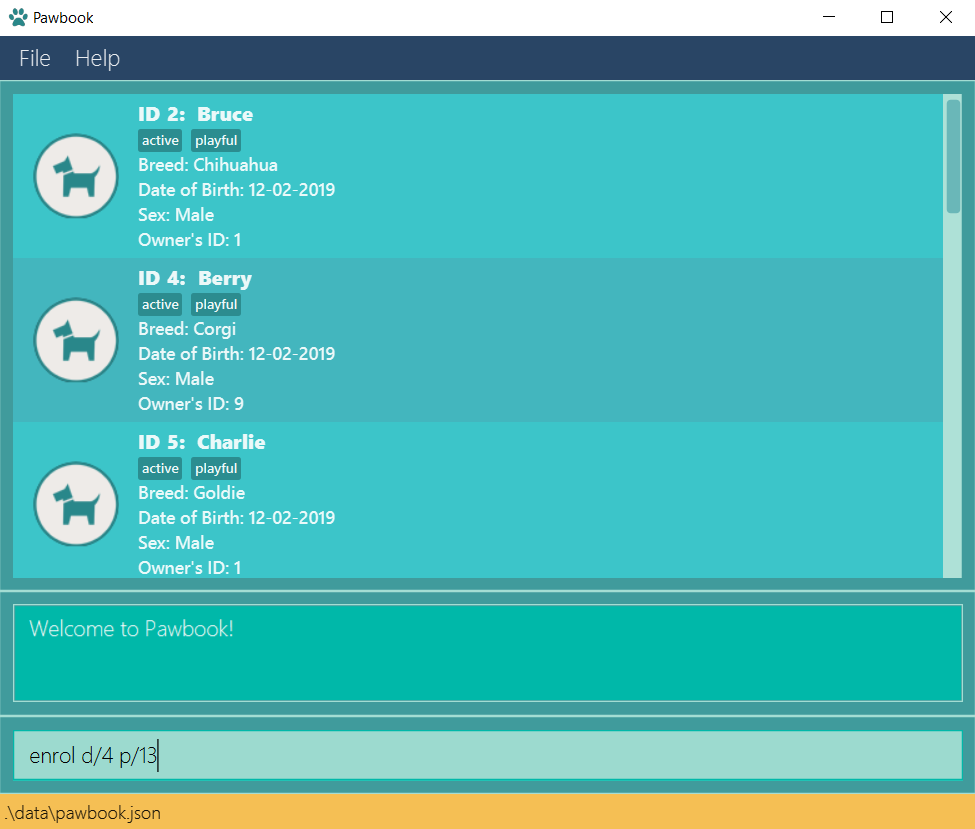 Pawbook
File Help
ID 2: Bruce
active playful
Breed: Chihuahua
Date of Birth: 12-02-2019
Sex: Male
Owner's ID: 1
ID 4: Berry
active playful
Breed: Corgi
Date of Birth: 12-02-2019
Sex: Male
Owner's ID: 9
ID 5: Charlie
active playful
Breed: Goldie
Date of Birth: 12-02-2019
Sex: Male
Owner's ID: 1
Welcome to Pawbook!
enrol d/4 p/13
.\data\pawbook.json